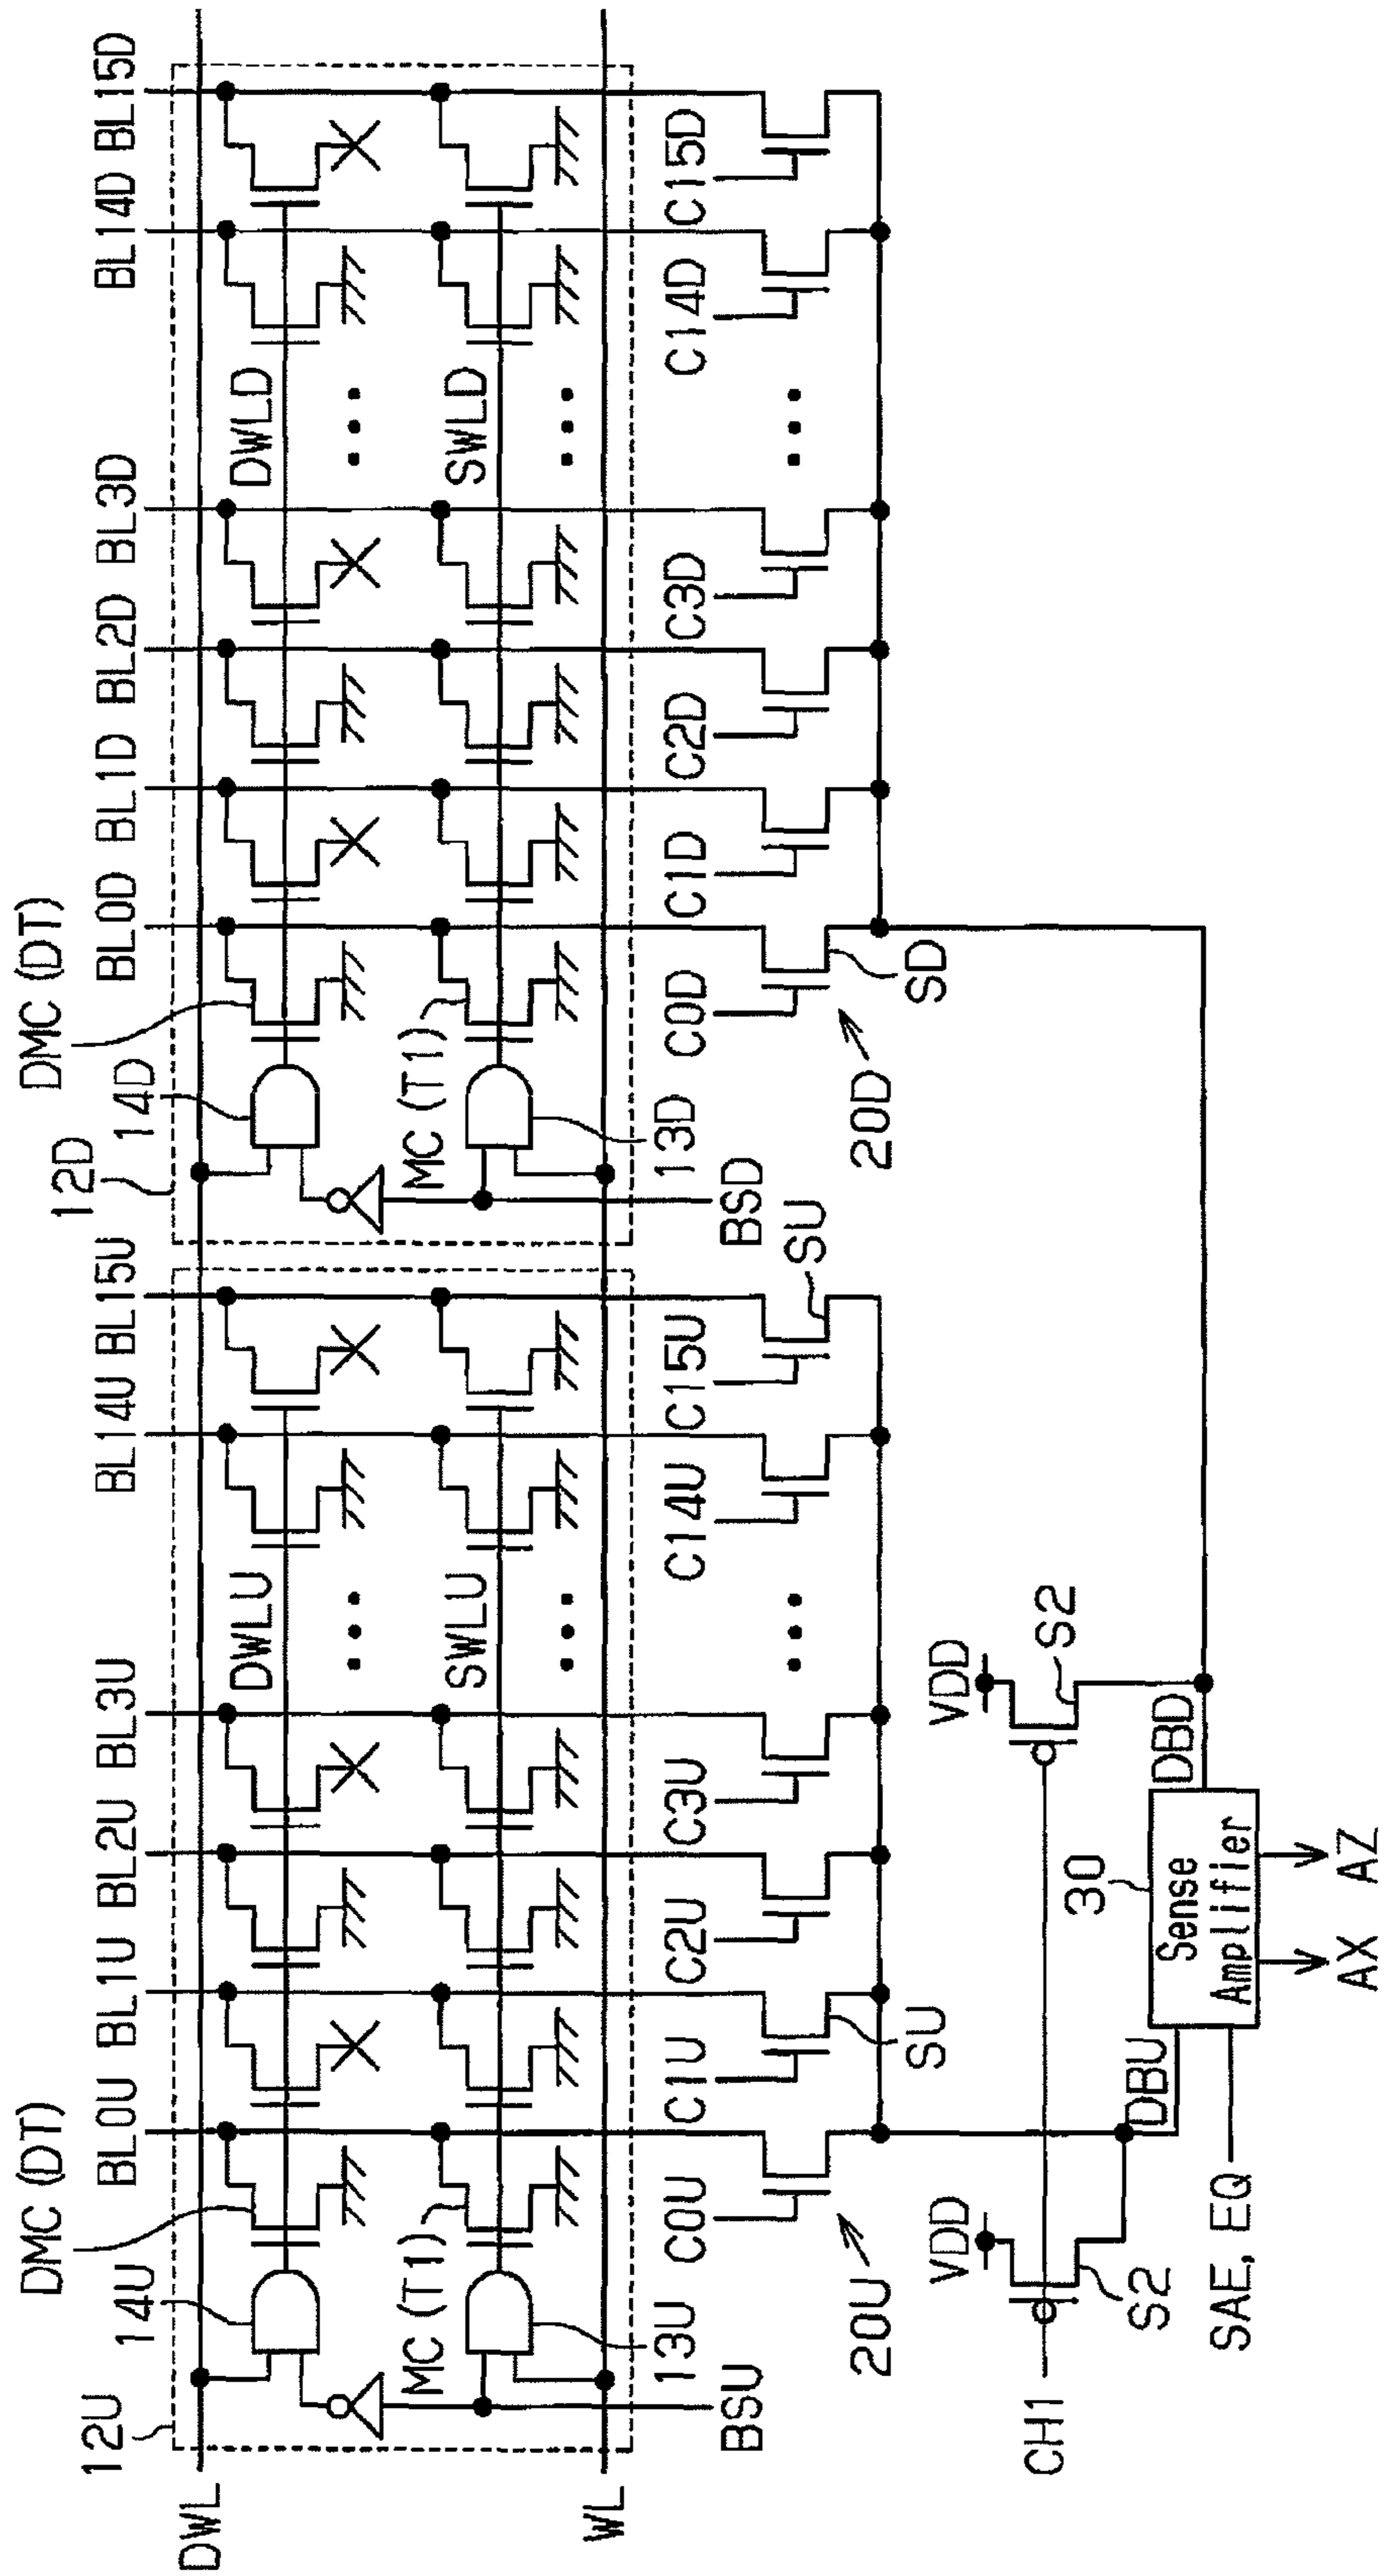 DMC (DT)
DMC (DT)
12U
14U
BL0U
BL1U
BL2U
BL3U
BL14U
BL15U
12D
14D
BL0D
BL1D
BL2D
BL3D
BL14D
BL15D
DWL
DWLU
DWLD
MC (T1)
SWLU
MC (T1)
SWLD
WL
BSU
13U
C0U
C1U
C2U
C3U
C14U
C15U
BSD
13D
C0D
C1D
C2D
C3D
C14D
C15D
SU
20U
SU
20D
SD
VDD
VDD
CH1
S2
S2
DBU
30
DBD
Sense
Amplifier
SAE, EQ
AX
AZ